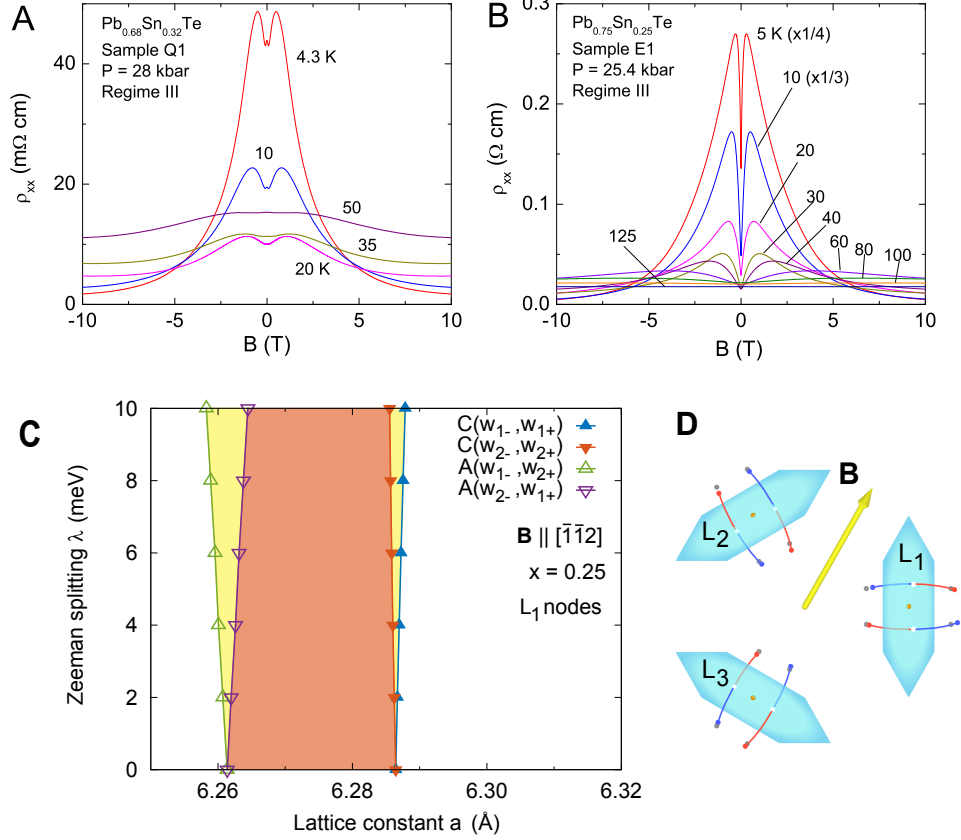 A
Pb0.68Sn0.32Te
Sample Q1
P = 28 kbar
Regime III
4.3 K
10
50
35
20 K
ρxx (mΩ cm)
40
20
0
-10 -5 0 5 10
B (T)
B
Pb0.75Sn0.25Te
Sample E1
P = 25.4 kbar
Regime III
5 K (x1/4)
10 (x1/3)
20
30
40
60
80
100
125
ρxx (Ω cm)
0.3
0.2
0.1
0.0
-10 -5 0 5 10
B (T)
C
Zeeman splitting λ (meV)
10
8
6
4
2
0
6.26 6.28 6.30 6.32
Lattice constant a (Å)
C(w1- ,w1+)
C(w2- ,w2+)
A(w1- ,w2+)
A(w2- ,w1+)
B || [1̅1̅2]
x = 0.25
L1 nodes
D
B
L2
L1
L3